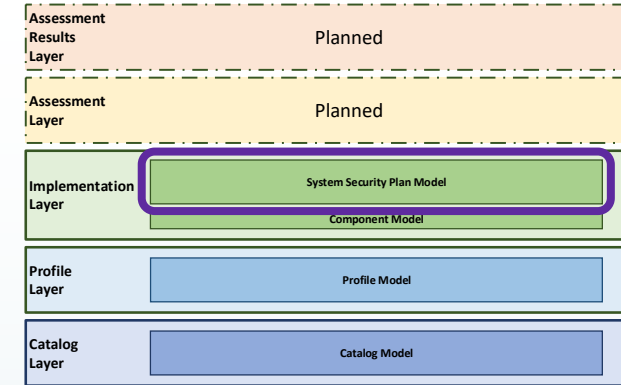 Assessment
Results
Layer
Planned
Assessment
Layer
Planned
Implementation
Layer
System Security Plan Model
Component Model
Profile
Layer
Profile Model
Catalog
Layer
Catalog Model